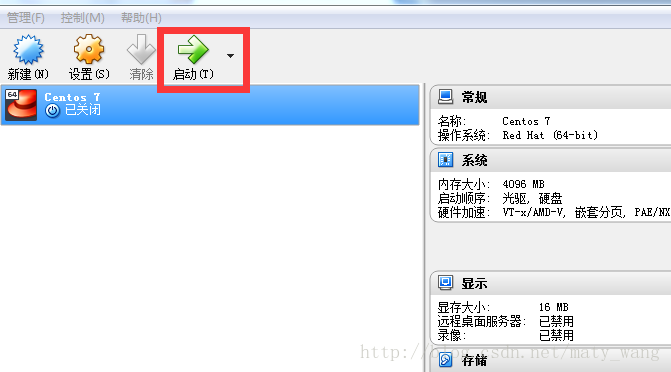 管理(F) 控制(M) 帮助(H)
新建(N) 设置(S) 清除 启动(T)
64 Centos 7
已关闭
常规
名称: Centos 7
操作系统: Red Hat (64-bit)
系统
内存大小: 4096 MB
启动顺序: 光驱, 硬盘
硬件加速: VT-x/AMD-V, 嵌套分页, PAE/NX
显示
显存大小: 16 MB
远程桌面服务器: 已禁用
录像: 已禁用
http://blog.csdn.net/maty_wang
存储